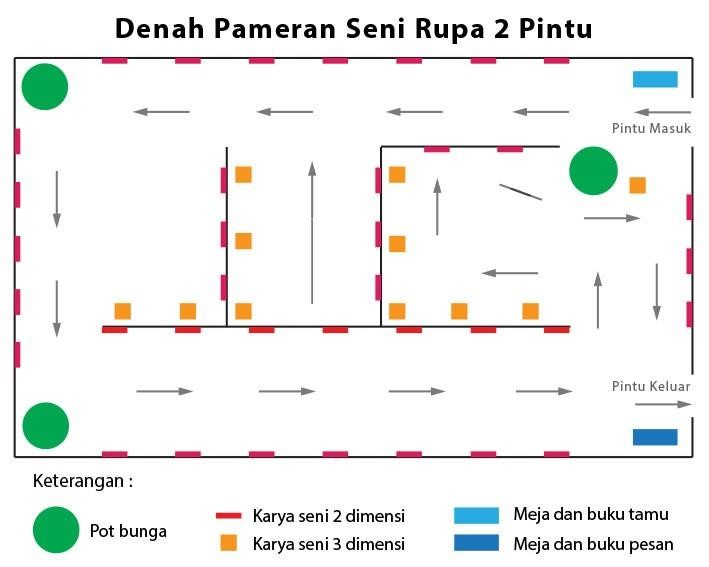 Denah Pameran Seni Rupa 2 Pintu
Pintu Masuk
Pintu Keluar
Keterangan :
Pot bunga
Karya seni 2 dimensi
Karya seni 3 dimensi
Meja dan buku tamu
Meja dan buku pesan